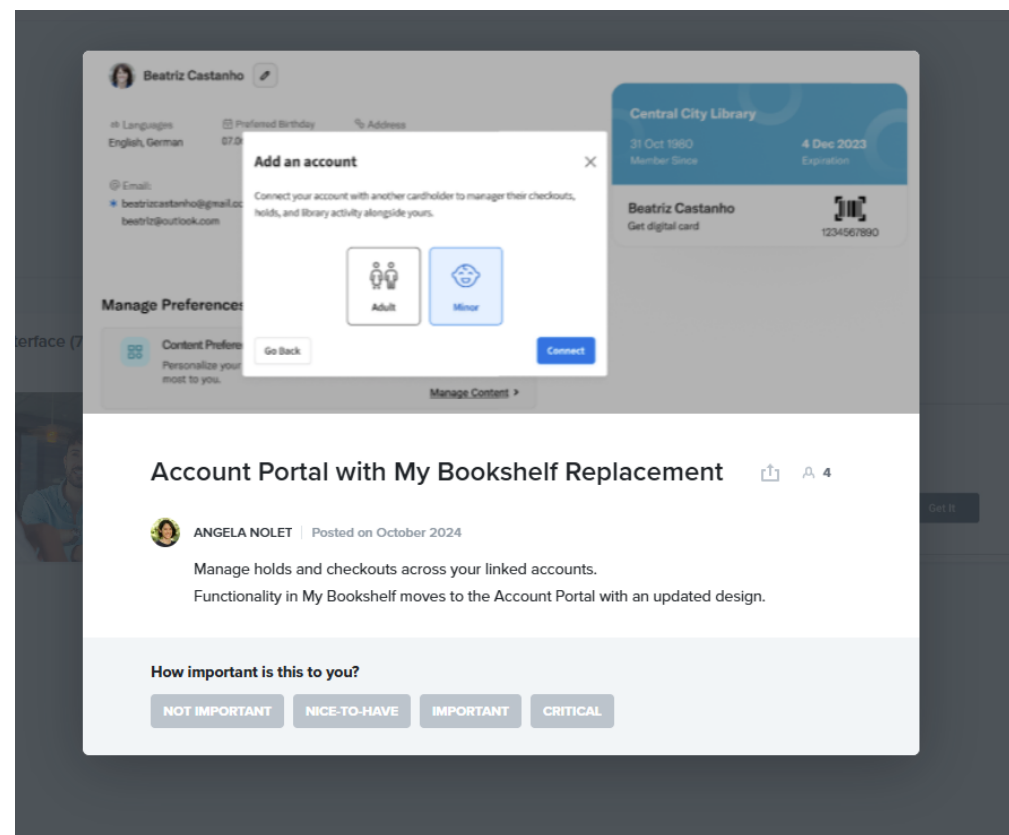 Beatriz Castanho
Languages
Preferred Birthday
Address
English, German
07.0
Email:
beatrizcastanho@gmail.co
beatriz@outlook.com
Central City Library
31 Oct 1980
4 Dec 2023
Member Since
Expiration
Beatriz Castanho
Get digital card
1234567890
Add an account
Connect your account with another cardholder to manager their checkouts,
holds, and library activity alongside yours.
Adult
Minor
Go Back
Connect
Manage Preferences
Content Prefere
Personalize your
most to you.
Manage Content >
terface (7
Get It
Account Portal with My Bookshelf Replacement
4
ANGELA NOLET
Posted on October 2024
Manage holds and checkouts across your linked accounts.
Functionality in My Bookshelf moves to the Account Portal with an updated design.
How important is this to you?
NOT IMPORTANT
NICE-TO-HAVE
IMPORTANT
CRITICAL